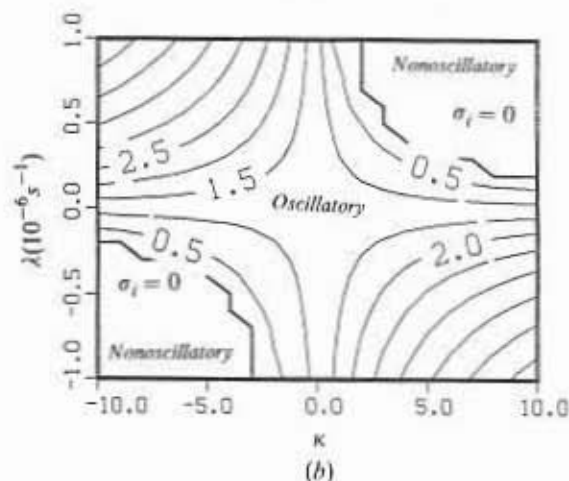 1.0
0.5
0.0
-0.5
-1.0
λ(10⁻⁶s⁻¹)
Nonoscillatory
σᵢ = 0
2.5
1.5
0.5
Oscillatory
0.5
2.0
σᵢ = 0
Nonoscillatory
-10.0 -5.0 0.0 5.0 10.0
κ
(b)